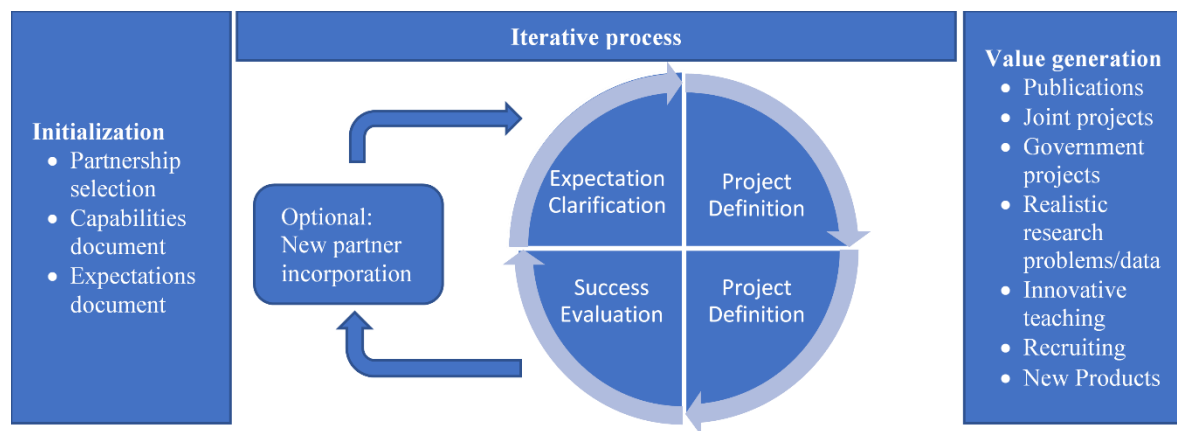 Initialization
• Partnership
selection
• Capabilities
document
• Expectations
document
Iterative process
Optional:
New partner
incorporation
Expectation
Clarification
Project
Definition
Success
Evaluation
Project
Definition
Value generation
• Publications
• Joint projects
• Government
projects
• Realistic
research
problems/data
• Innovative
teaching
• Recruiting
• New Products